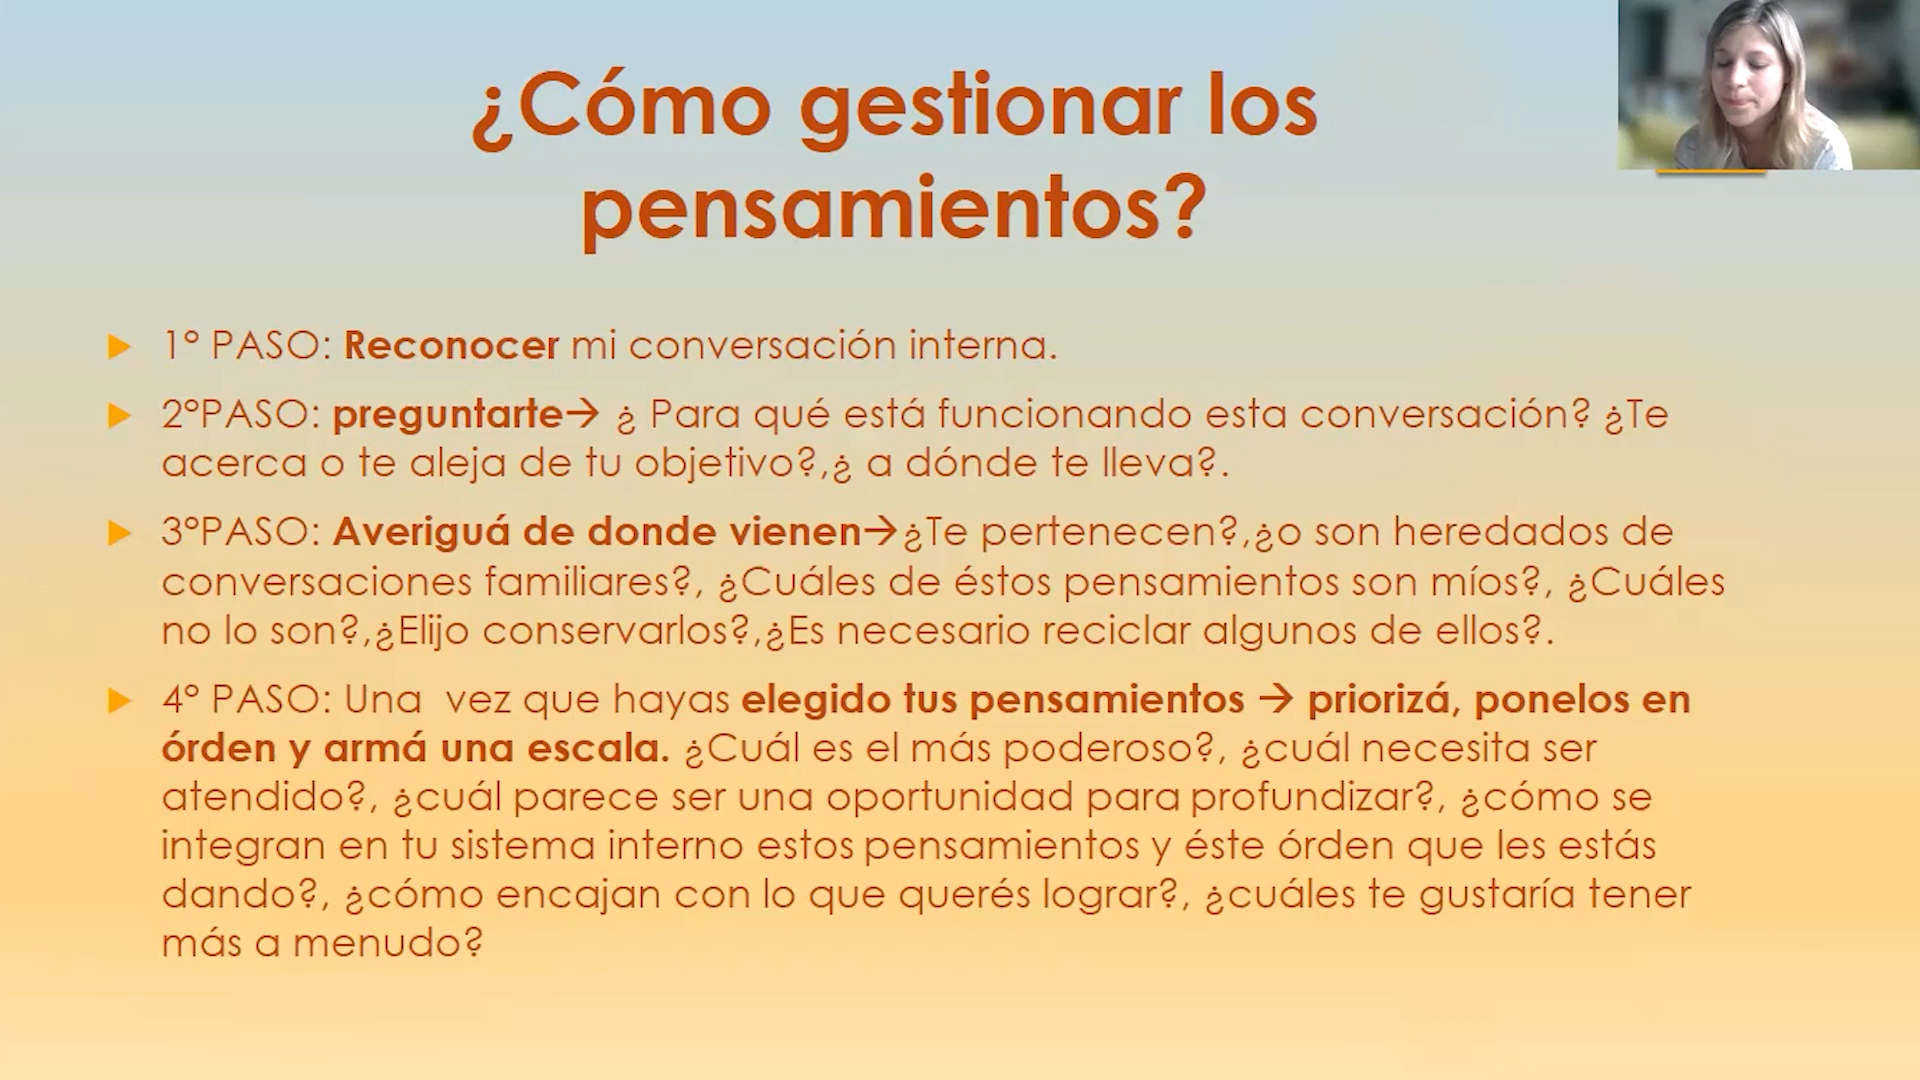 ¿Cómo gestionar los
pensamientos?
1° PASO: Reconocer mi conversación interna.
2°PASO: preguntarte→ ¿ Para qué está funcionando esta conversación? ¿Te
acerca o te aleja de tu objetivo?,¿ a dónde te lleva?.
3°PASO: Averiguá de donde vienen→¿Te pertenecen?,¿o son heredados de
conversaciones familiares?, ¿Cuáles de éstos pensamientos son míos?, ¿Cuáles
no lo son?,¿Elijo conservarlos?,¿Es necesario reciclar algunos de ellos?.
4° PASO: Una  vez que hayas elegido tus pensamientos → priorizá, ponelos en
órden y armá una escala. ¿Cuál es el más poderoso?, ¿cuál necesita ser
atendido?, ¿cuál parece ser una oportunidad para profundizar?, ¿cómo se
integran en tu sistema interno estos pensamientos y éste órden que les estás
dando?, ¿cómo encajan con lo que querés lograr?, ¿cuáles te gustaría tener
más a menudo?